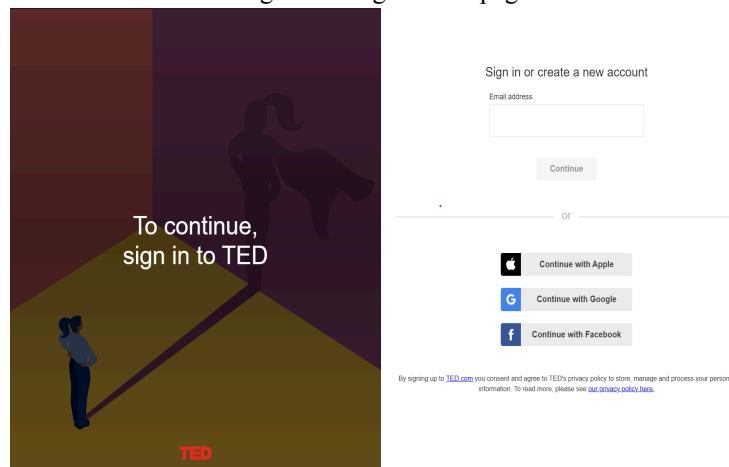 To continue,
sign in to TED
TED
Sign in or create a new account
Email address
Continue
or
Continue with Apple
G
Continue with Google
f
Continue with Facebook
By signing up to TED.com you consent and agree to TED's privacy policy to store, manage and process your person
information. To read more, please see our privacy policy here.